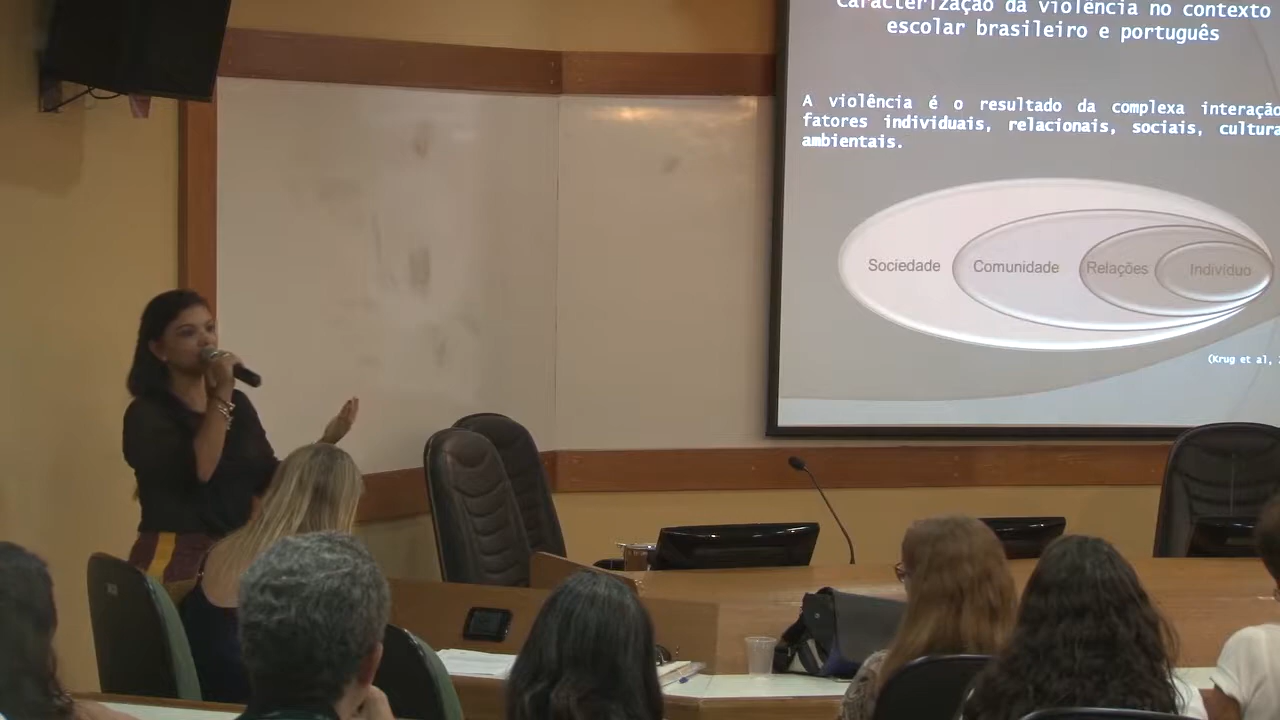 Caracterização da violência no contexto
escolar brasileiro e português
A violência é o resultado da complexa interação
fatores individuais, relacionais, sociais,
ambientais.
Sociedade Comunidade Relações Indivíduo
(Krug et al,